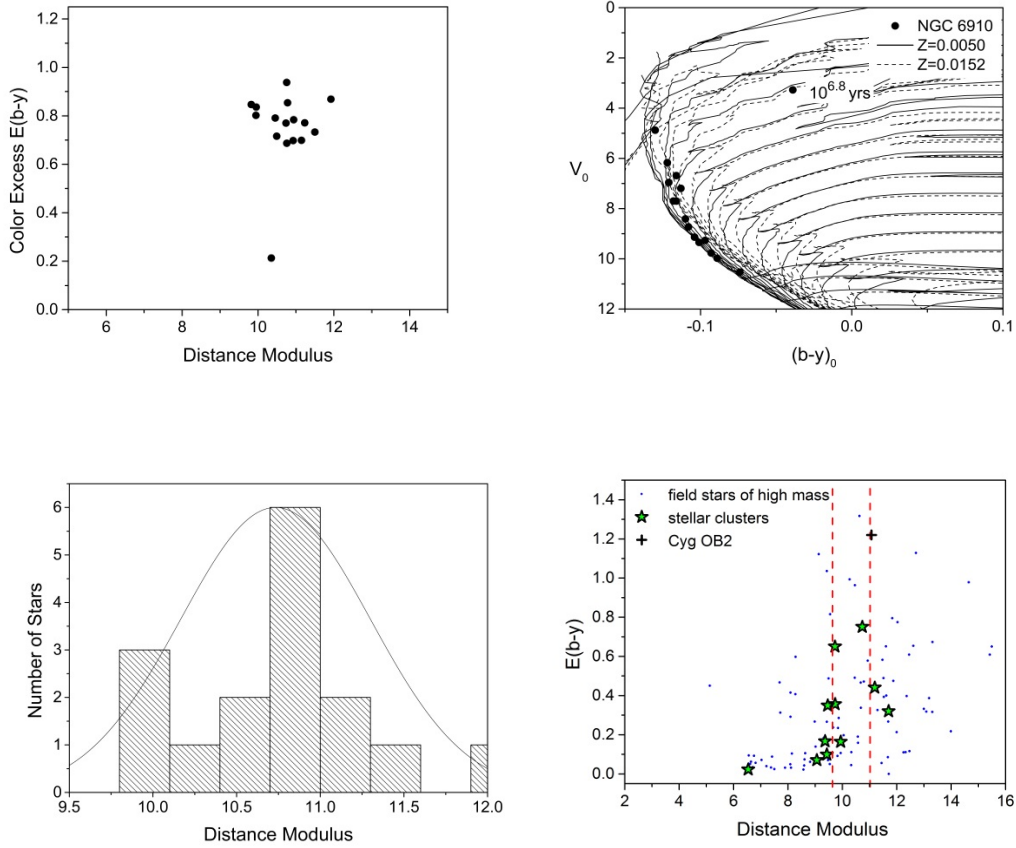 1.2
1.0
0.8
0.6
0.4
0.2
0.0
Color Excess E(b-y)
6 8 10 12 14
Distance Modulus
0
2
4
6
8
10
12
V0
NGC 6910
Z=0.0050
Z=0.0152
10^6.8 yrs
-0.1 0.0 0.1
(b-y)0
6
5
4
3
2
1
0
Number of Stars
9.5 10.0 10.5 11.0 11.5 12.0
Distance Modulus
1.4
1.2
1.0
0.8
0.6
0.4
0.2
0.0
E(b-y)
field stars of high mass
stellar clusters
Cyg OB2
2 4 6 8 10 12 14 16
Distance Modulus